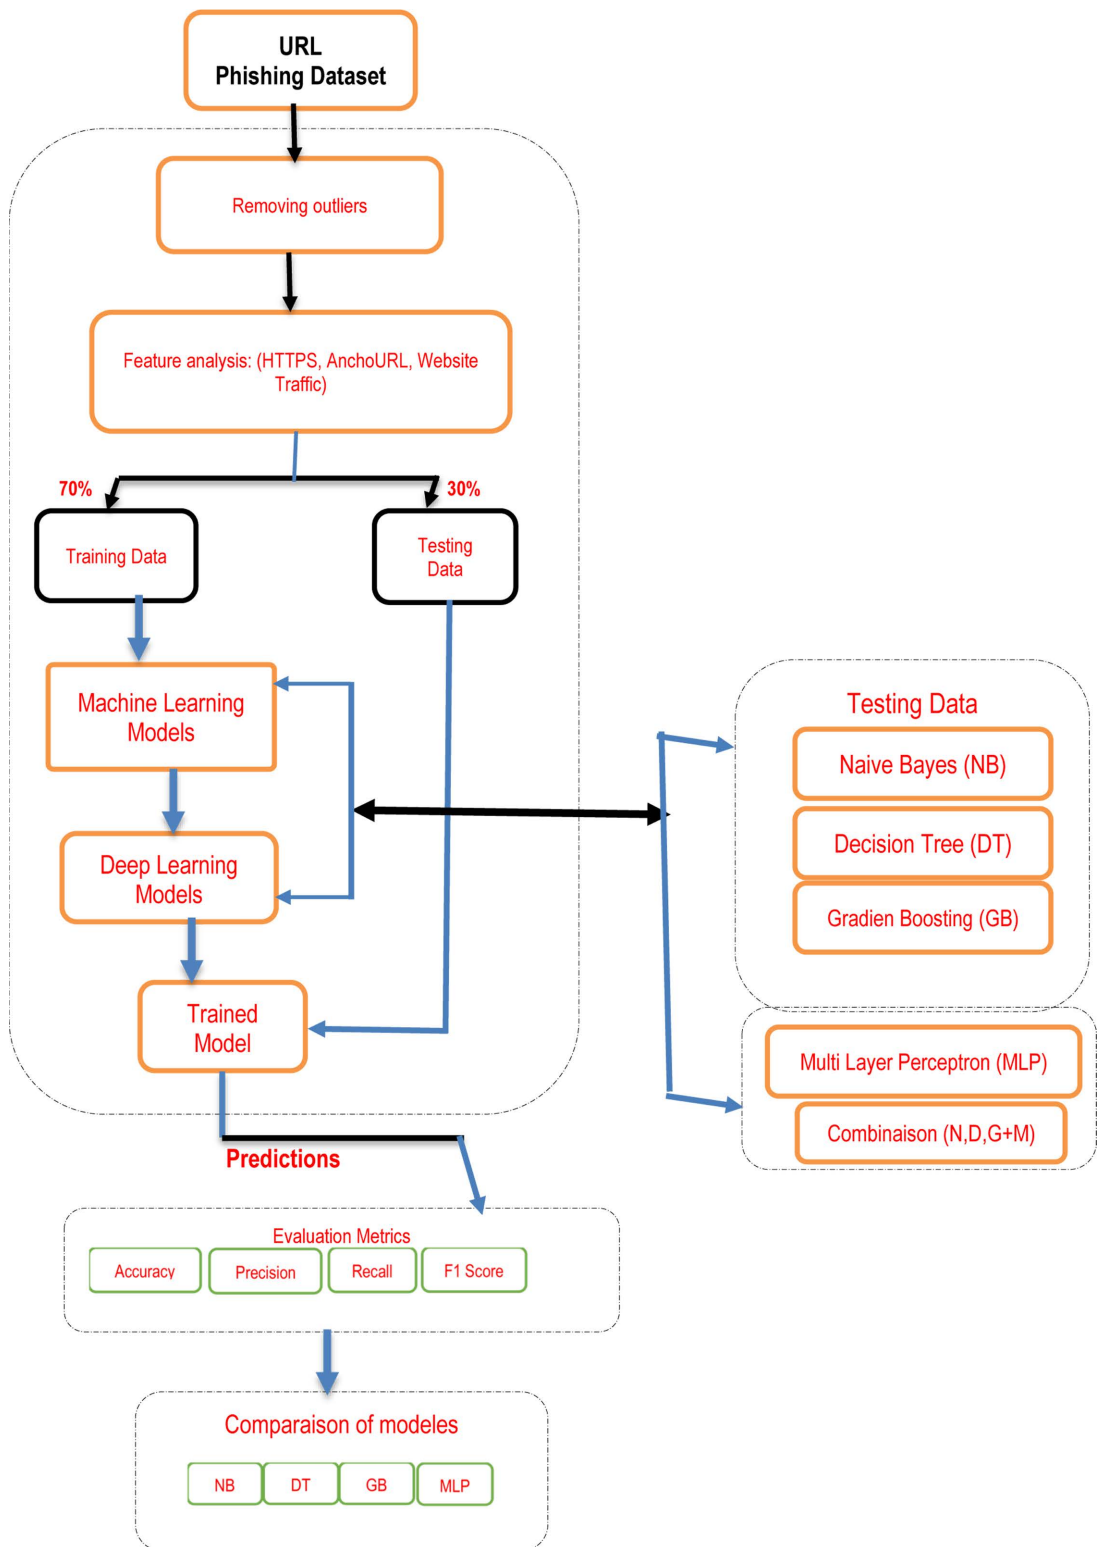 URL
Phishing Dataset
Removing outliers
Feature analysis: (HTTPS, AnchoURL, Website
Traffic)
70%
30%
Training Data
Testing
Data
Machine Learning
Models
Deep Learning
Models
Trained
Model
Testing Data
Naive Bayes (NB)
Decision Tree (DT)
Gradien Boosting (GB)
Multi Layer Perceptron (MLP)
Combinaison (N,D,G+M)
Predictions
Evaluation Metrics
Accuracy
Precision
Recall
F1 Score
Comparaison of modeles
NB
DT
GB
MLP